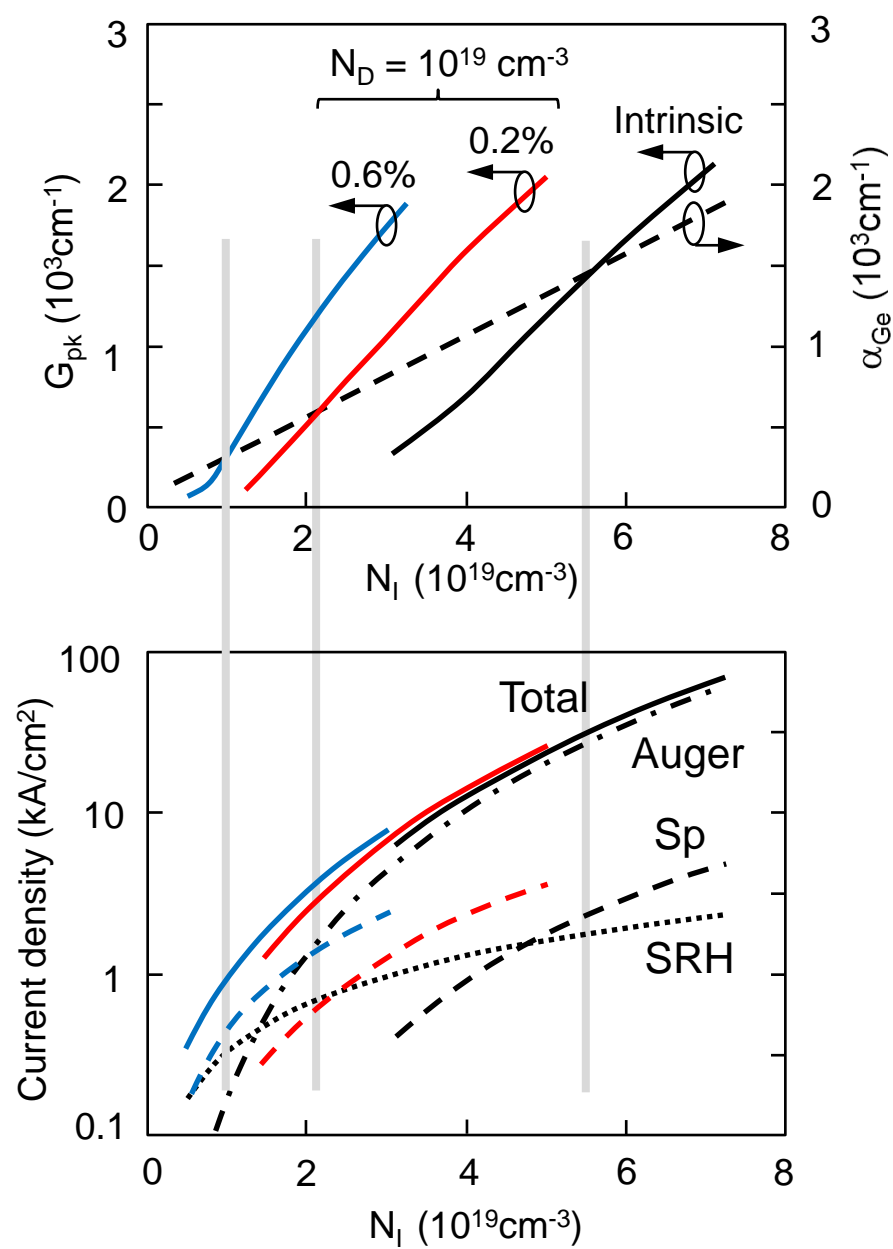 N_D = 10^19 cm^-3
Intrinsic
0.2%
0.6%
3
2
1
0
G_pk (10^3cm^-1)
3
2
1
0
α_Ge (10^3cm^-1)
0 2 4 6 8
N_I (10^19cm^-3)
100
10
1
0.1
Current density (kA/cm^2)
Total
Auger
Sp
SRH
0 2 4 6 8
N_I (10^19cm^-3)